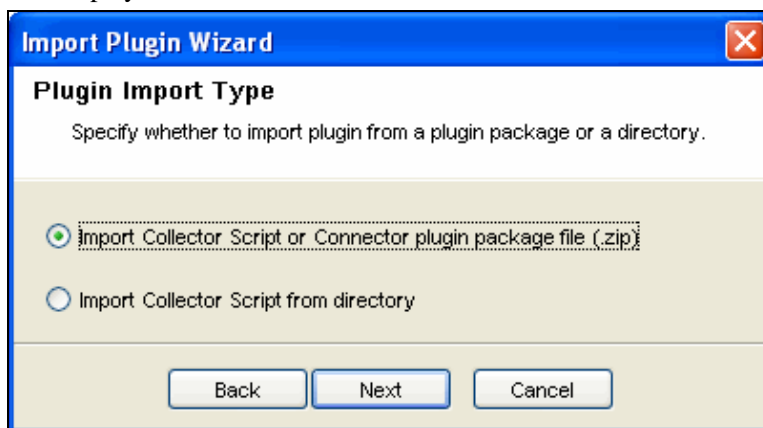 Import Plugin Wizard
Plugin Import Type
Specify whether to import plugin from a plugin package or a directory.
Import Collector Script or Connector plugin package file (.zip)
Import Collector Script from directory
Back Next Cancel